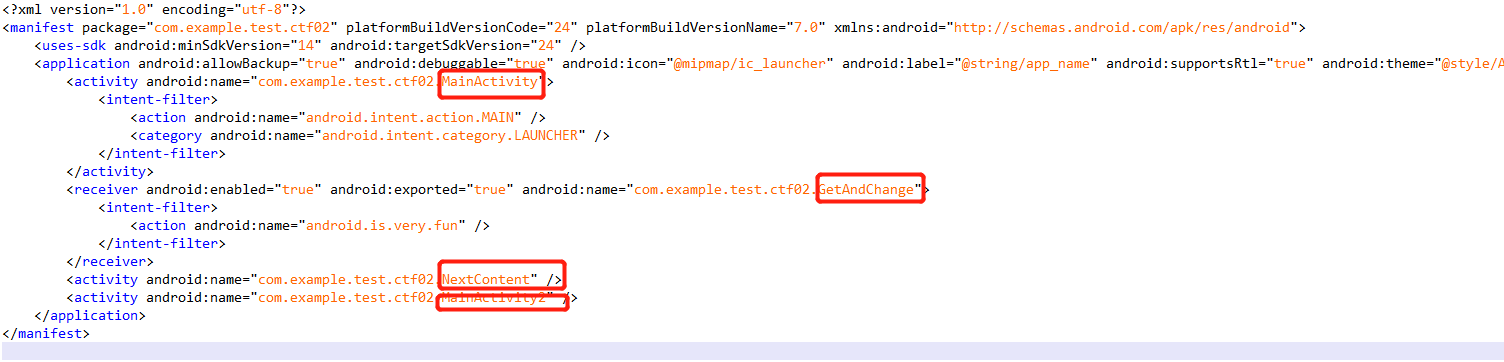 <?xml version="1.0" encoding="utf-8"?>
<manifest package="com.example.test.ctf02" platformBuildVersionCode="24" platformBuildVersionName="7.0" xmlns:android="http://schemas.android.com/apk/res/android">
<uses-sdk android:minSdkVersion="14" android:targetSdkVersion="24" />
<application android:allowBackup="true" android:debuggable="true" android:icon="@mipmap/ic_launcher" android:label="@string/app_name" android:supportsRtl="true" android:theme="@style/A
<activity android:name="com.example.test.ctf02.MainActivity">
<intent-filter>
<action android:name="android.intent.action.MAIN" />
<category android:name="android.intent.category.LAUNCHER" />
</intent-filter>
</activity>
<receiver android:enabled="true" android:exported="true" android:name="com.example.test.ctf02.GetAndChange">
<intent-filter>
<action android:name="android.is.very.fun" />
</intent-filter>
</receiver>
<activity android:name="com.example.test.ctf02.NextContent" />
<activity android:name="com.example.test.ctf02.MainActivity2" />
</application>
</manifest>